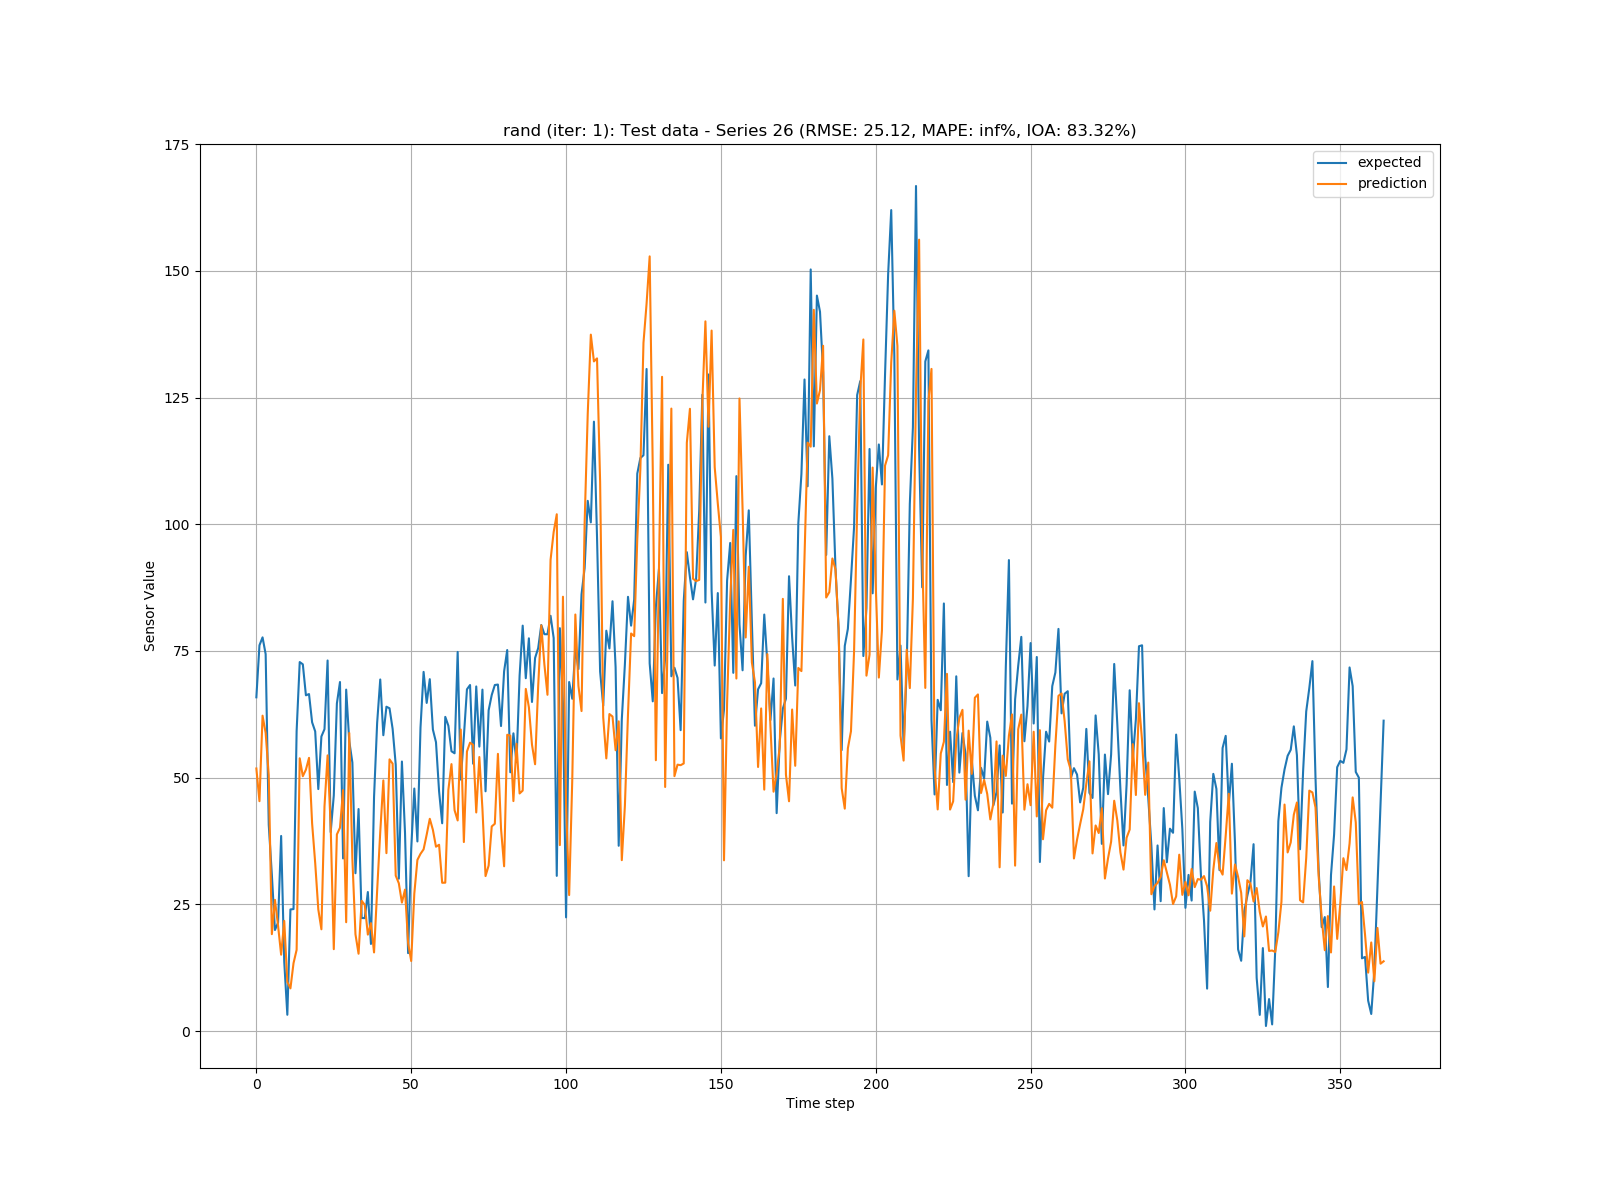 rand (iter: 1): Test data - Series 26 (RMSE: 25.12, MAPE: inf%, IOA: 83.32%)
expected
prediction
Sensor Value
175
150
125
100
75
50
25
0
0 50 100 150 200 250 300 350
Time step